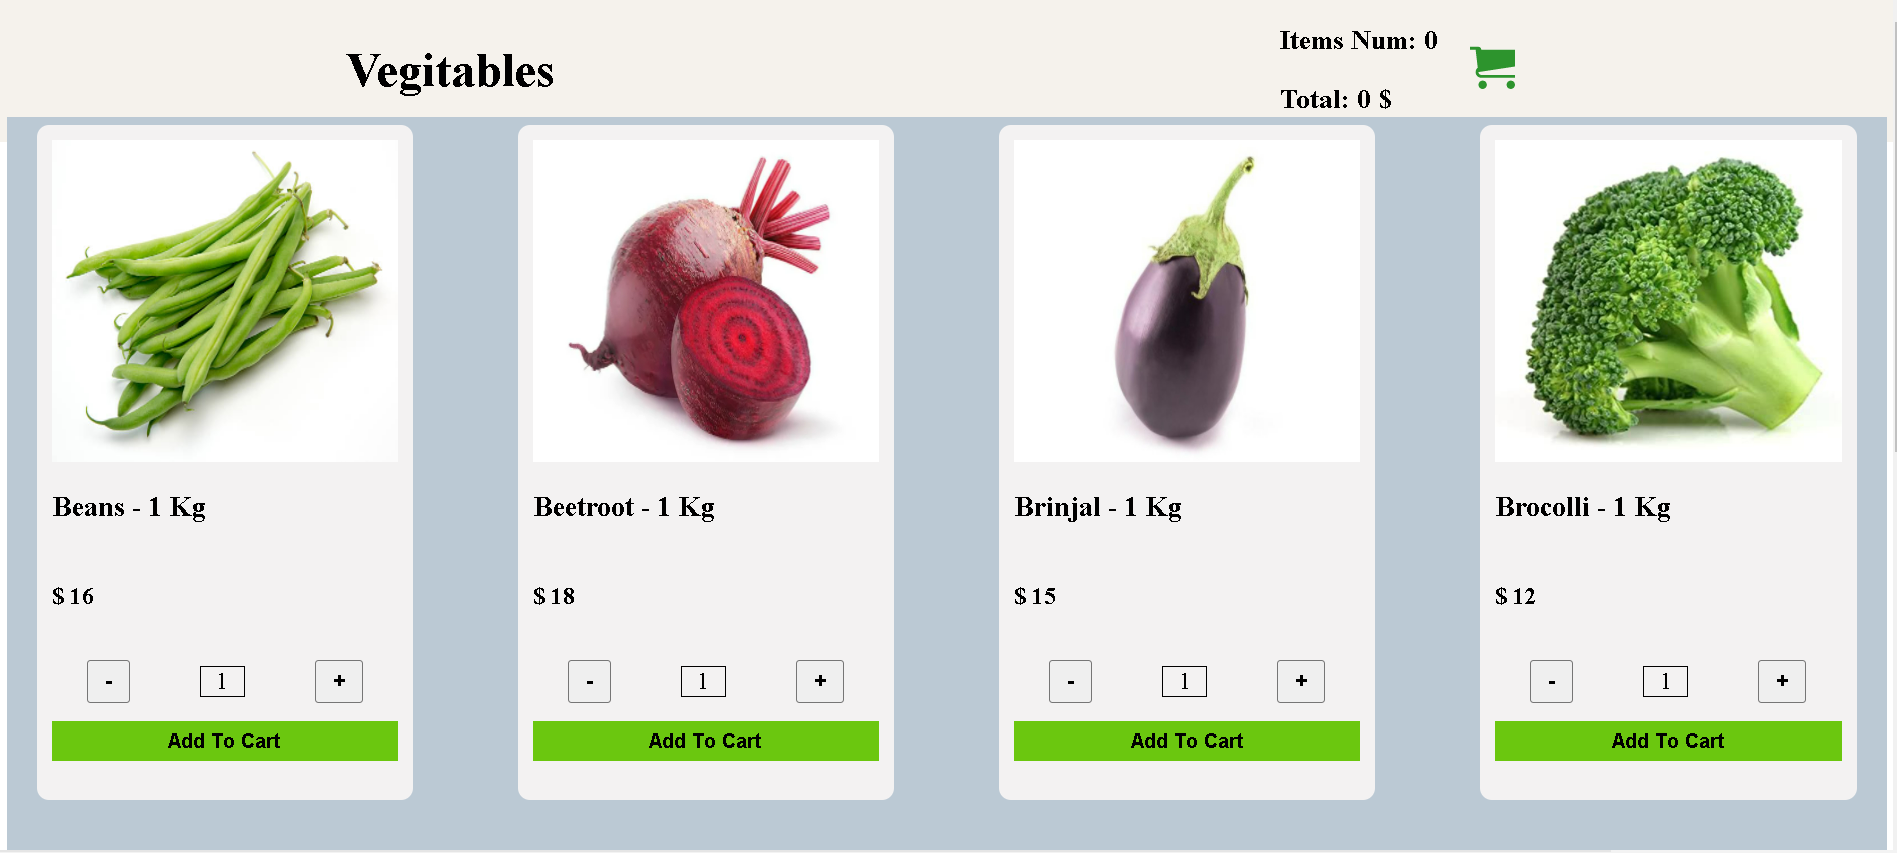 Vegitables
Items Num: 0
Total: 0 $
Beans - 1 Kg
$ 16
- 1 +
Add To Cart
Beetroot - 1 Kg
$ 18
- 1 +
Add To Cart
Brinjal - 1 Kg
$ 15
- 1 +
Add To Cart
Brocolli - 1 Kg
$ 12
- 1 +
Add To Cart